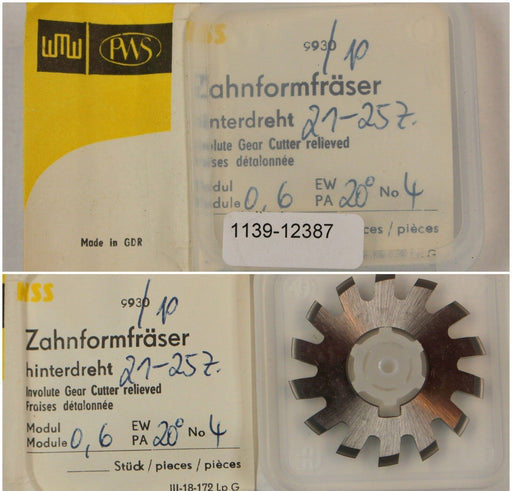 WMW PWS
HSS
9930/10
Zahnformfräser
hinterdreht 21-25Z.
Involute Gear Cutter relieved
Fraises détalonnée
Modul
Module 0,6 EW
PA 20° No 4
ces / pièces
1139-12387
Made in GDR
HSS
9930/10
Zahnformfräser
hinterdreht 21-25Z.
Involute Gear Cutter relieved
Fraises détalonnée
Modul
Module 0,6 EW
PA 20° No 4
Stück / pieces / pièces
III-18-172 Lp G